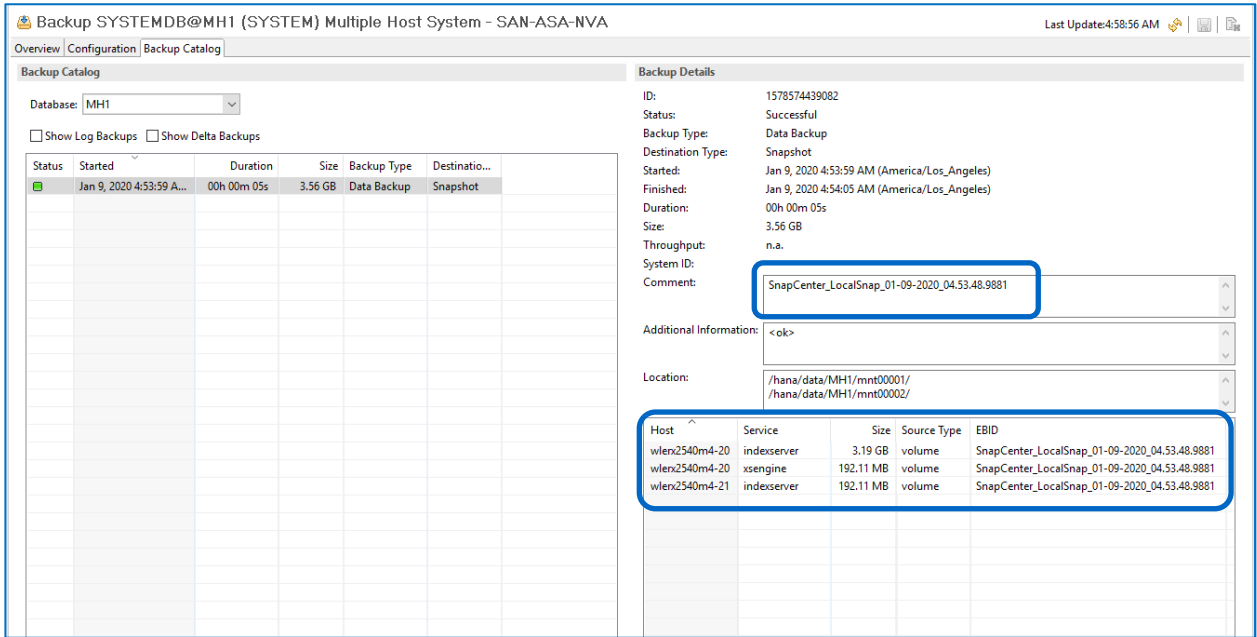 Backup SYSTEMDB@MH1 (SYSTEM) Multiple Host System - SAN-ASA-NVA
Last Update:4:58:56 AM
Overview Configuration Backup Catalog
Backup Catalog
Database: MH1
Show Log Backups Show Delta Backups
Status Started Duration Size Backup Type Destinatio...
Jan 9, 2020 4:53:59 A... 00h 00m 05s 3.56 GB Data Backup Snapshot
Backup Details
ID: 1578574439082
Status: Successful
Backup Type: Data Backup
Destination Type: Snapshot
Started: Jan 9, 2020 4:53:59 AM (America/Los_Angeles)
Finished: Jan 9, 2020 4:54:05 AM (America/Los_Angeles)
Duration: 00h 00m 05s
Size: 3.56 GB
Throughput: n.a.
System ID:
Comment: SnapCenter_LocalSnap_01-09-2020_04.53.48.9881
Additional Information: <ok>
Location: /hana/data/MH1/mnt00001/
/hana/data/MH1/mnt00002/
Host Service Size Source Type EBID
wlerx2540m4-20 indexserver 3.19 GB volume SnapCenter_LocalSnap_01-09-2020_04.53.48.9881
wlerx2540m4-20 xsengine 192.11 MB volume SnapCenter_LocalSnap_01-09-2020_04.53.48.9881
wlerx2540m4-21 indexserver 192.11 MB volume SnapCenter_LocalSnap_01-09-2020_04.53.48.9881